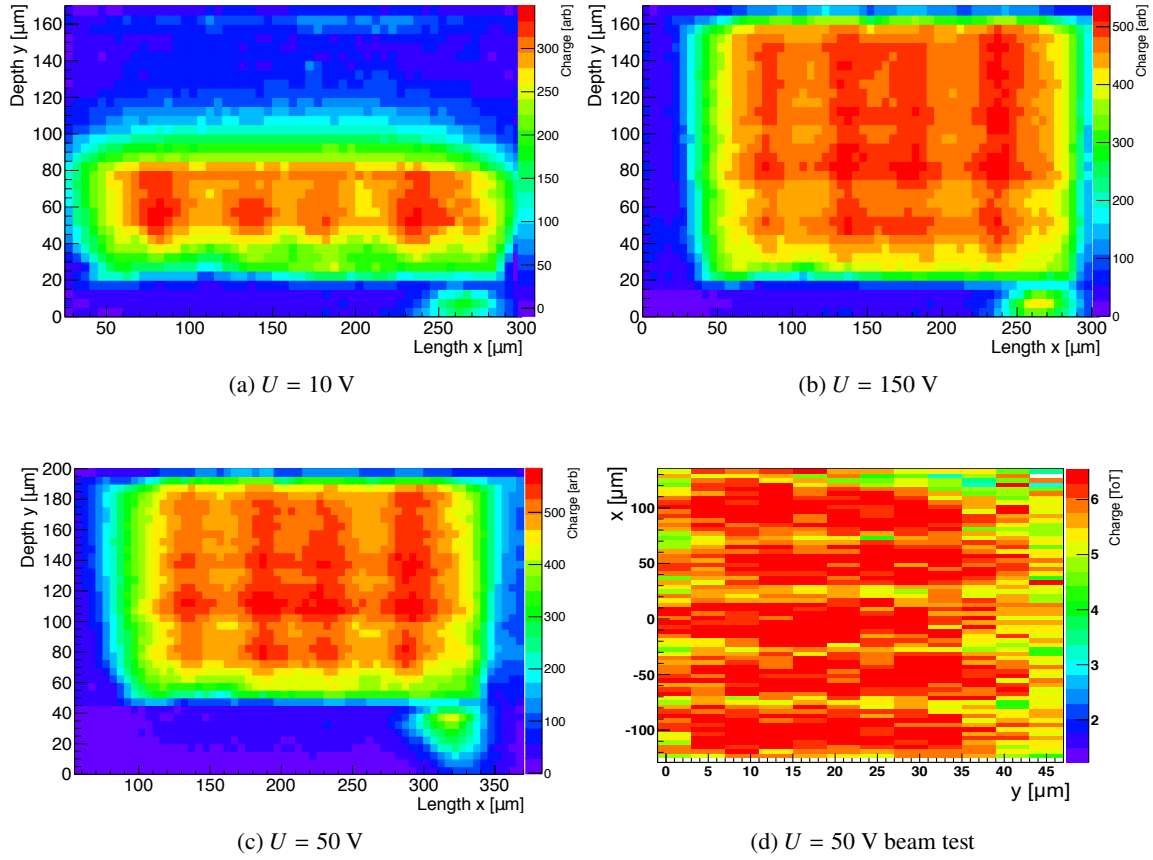 Depth y [µm]
160
140
120
100
80
60
40
20
0
50 100 150 200 250 300
Length x [µm]
Charge [arb]
300
250
200
150
100
50
0
(a) U = 10 V
Depth y [µm]
160
140
120
100
80
60
40
20
0
0 50 100 150 200 250 300
Length x [µm]
Charge [arb]
500
400
300
200
100
0
(b) U = 150 V
Depth y [µm]
200
180
160
140
120
100
80
60
40
20
0
100 150 200 250 300 350
Length x [µm]
Charge [arb]
500
400
300
200
100
0
(c) U = 50 V
x [µm]
100
50
0
-50
-100
0 5 10 15 20 25 30 35 40 45
y [µm]
Charge [ToT]
6
5
4
3
2
(d) U = 50 V beam test